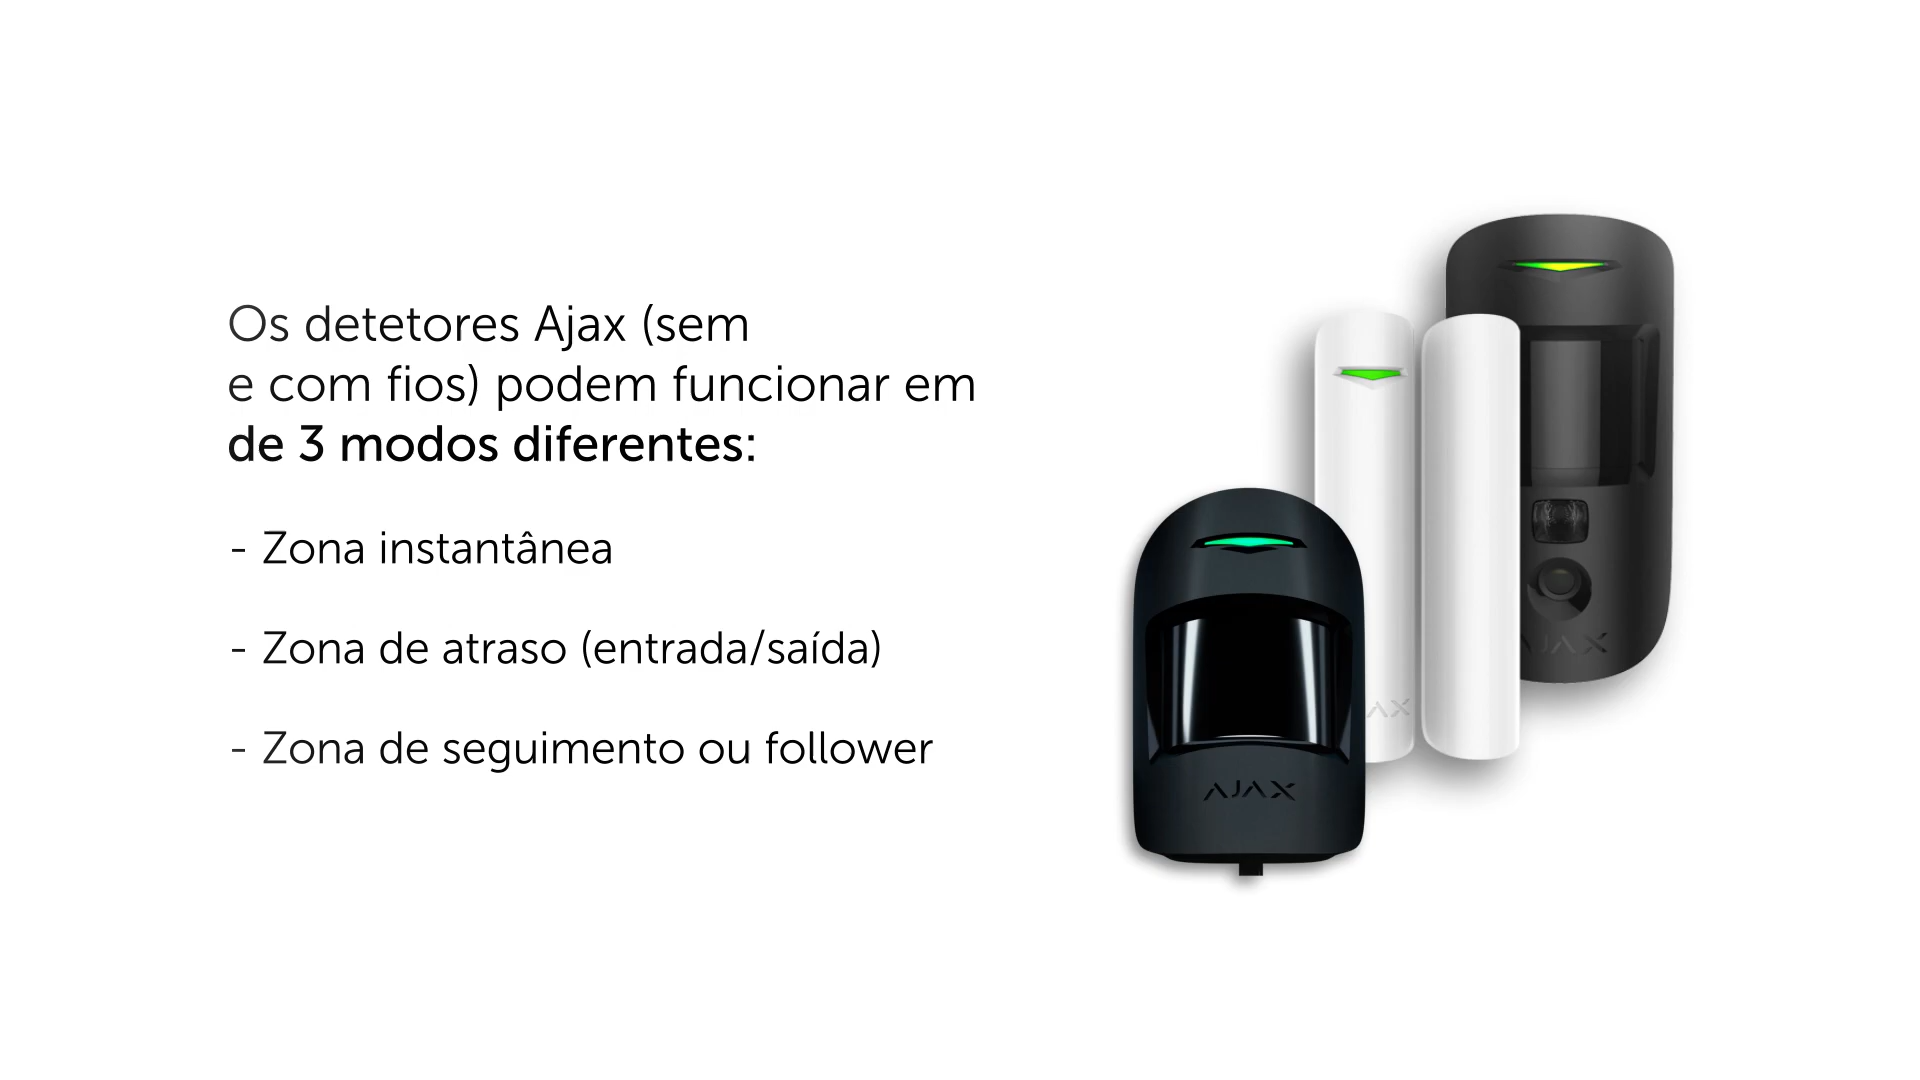 Os detetores Ajax (sem
e com fios) podem funcionar em
de 3 modos diferentes:
- Zona instantânea
- Zona de atraso (entrada/saída)
- Zona de seguimento ou follower
AJAX
AJAX
AJAX